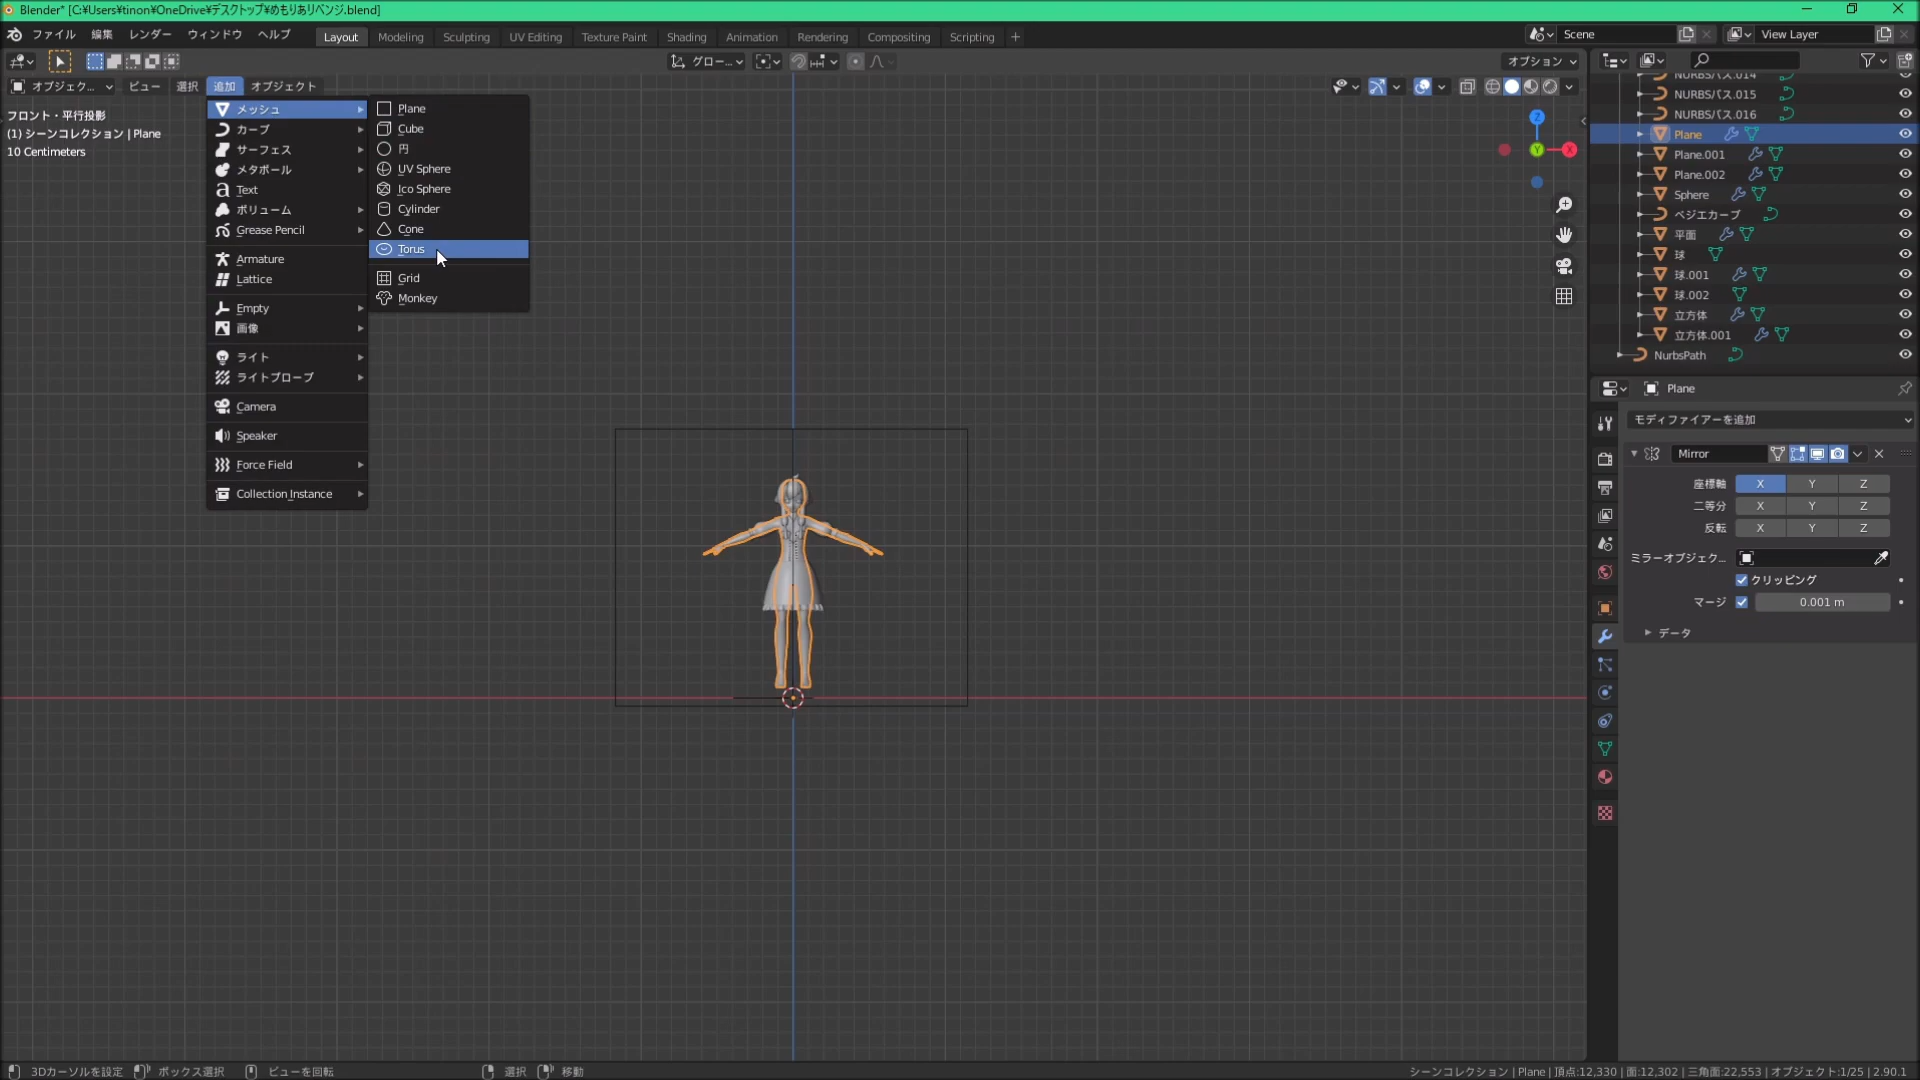 Blender* [C:¥Users¥tinon¥OneDrive¥デスクトップ¥めもりありベンジ.blend]
ファイル 編集 レンダー ウィンドウ ヘルプ Layout Modeling Sculpting UV Editing Texture Paint Shading Animation Rendering Compositing Scripting + Scene View Layer
グロー... オプション
オブジェク... ビュー 選択 追加 オブジェクト
フロント・平行投影
(1) シーンコレクション | Plane
10 Centimeters
メッシュ
カーブ
サーフェス
メタボール
Text
ボリューム
Grease Pencil
Armature
Lattice
Empty
画像
ライト
ライトプローブ
Camera
Speaker
Force Field
Collection Instance
Plane
Cube
円
UV Sphere
Ico Sphere
Cylinder
Cone
Torus
Grid
Monkey
Z
Y
X
NURBSパス.014
NURBSパス.015
NURBSパス.016
Plane
Plane.001
Plane.002
Sphere
ベジエカーブ
平面
球
球.001
球.002
立方体
立方体.001
NurbsPath
Plane
モディファイアーを追加
Mirror
座標軸 X Y Z
二等分 X Y Z
反転 X Y Z
ミラーオブジェク...
クリッピング
マージ 0.001 m
データ
3Dカーソルを設定 ボックス選択 ビューを回転 選択 移動 シーンコレクション | Plane | 頂点:12,330 | 面:12,302 | 三角面:22,553 | オブジェクト:1/25 | 2.90.1